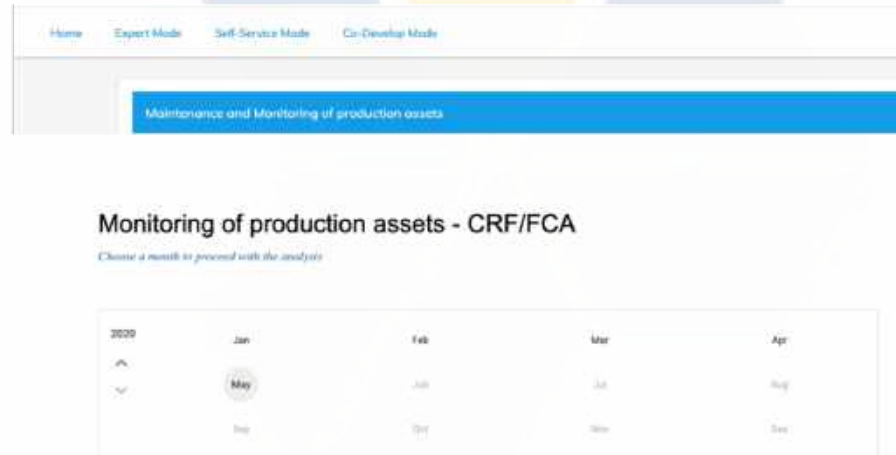 Home Expert Mode Self-Service Mode Co-Develop Mode
Maintenance and Monitoring of production assets
Monitoring of production assets - CRF/FCA
Choose a month to proceed with the analysis
2020 Jan Feb Mar Apr
May Jun Jul Aug
Sep Oct Nov Dec